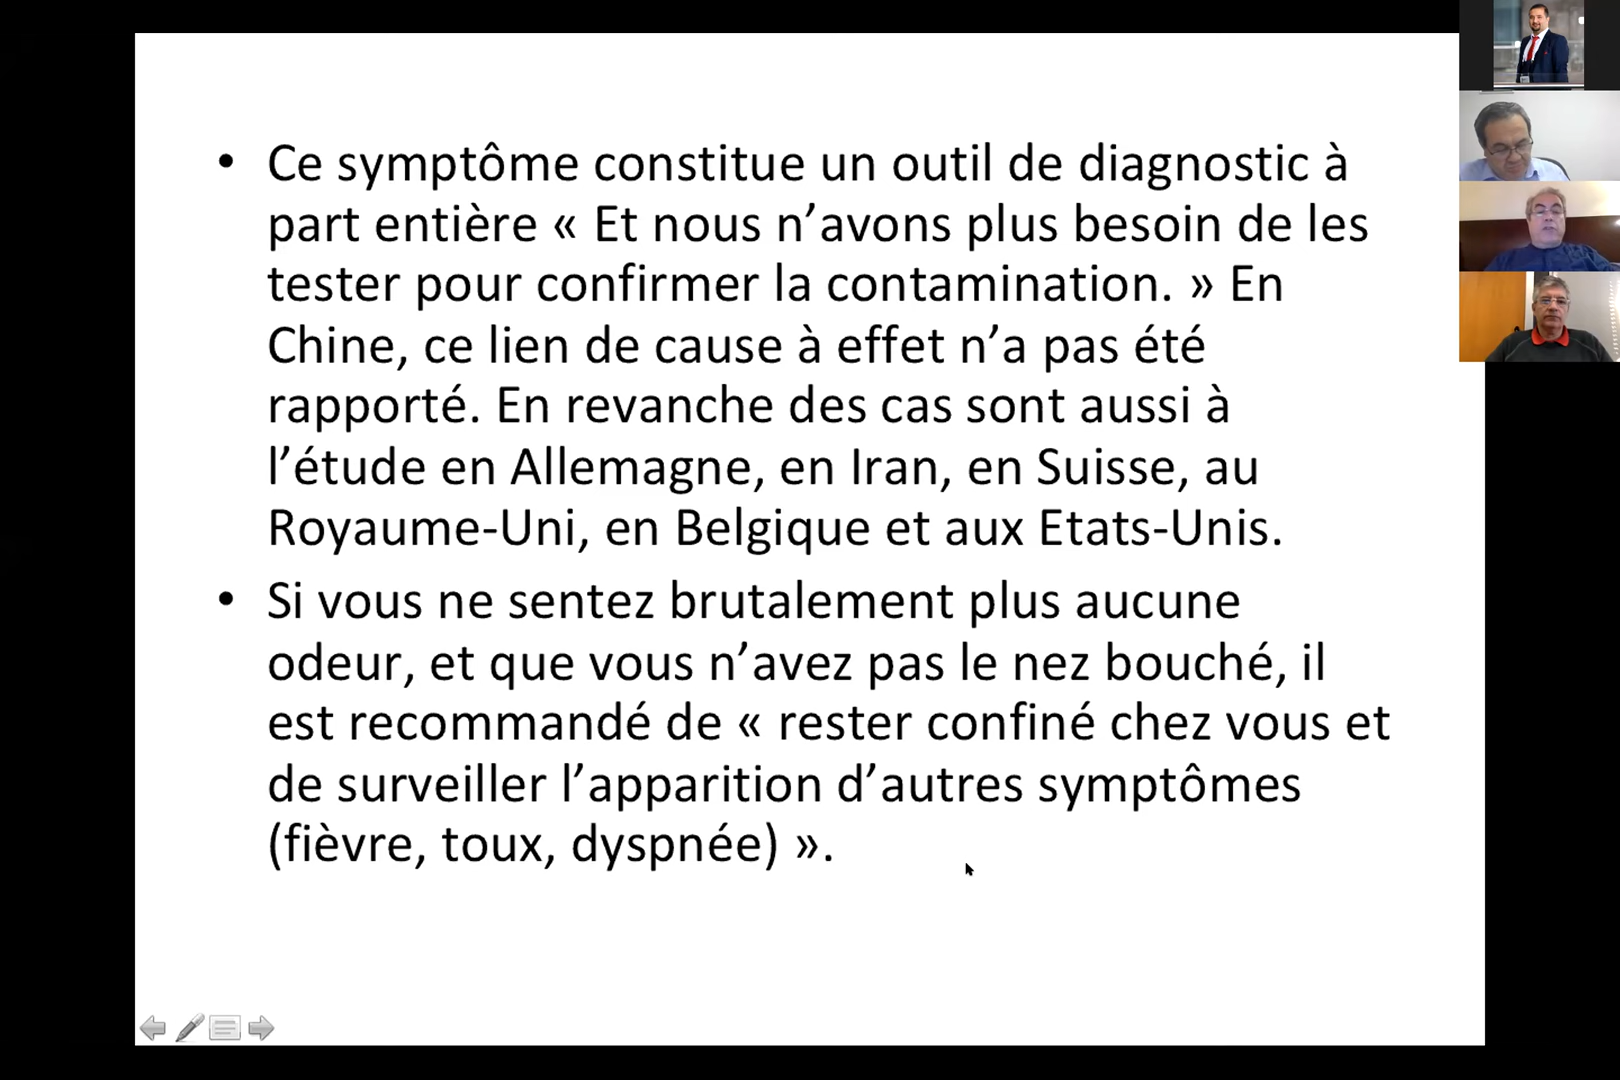 • Ce symptôme constitue un outil de diagnostic à
part entière « Et nous n’avons plus besoin de les
tester pour confirmer la contamination. » En
Chine, ce lien de cause à effet n’a pas été
rapporté. En revanche des cas sont aussi à
l’étude en Allemagne, en Iran, en Suisse, au
Royaume-Uni, en Belgique et aux Etats-Unis.
• Si vous ne sentez brutalement plus aucune
odeur, et que vous n’avez pas le nez bouché, il
est recommandé de « rester confiné chez vous et
de surveiller l’apparition d’autres symptômes
(fièvre, toux, dyspnée) ».